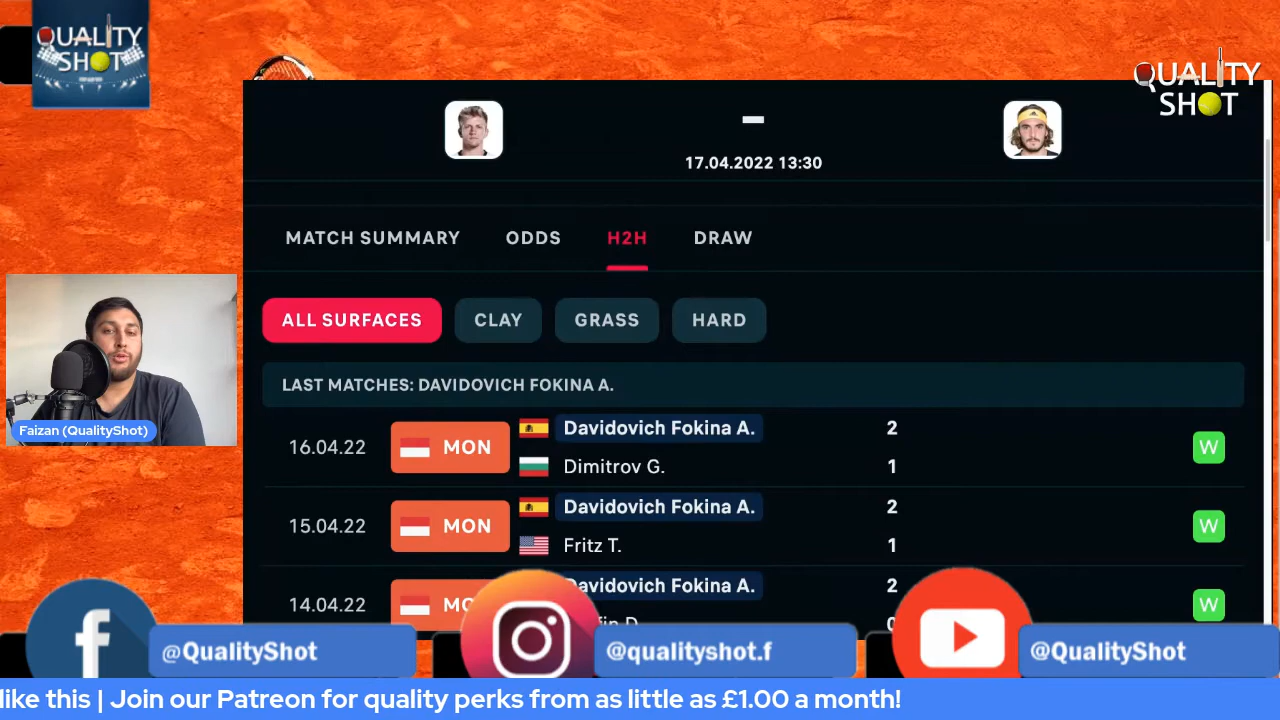 QUALITY
SHOT
QUALITY
SHOT
17.04.2022 13:30
MATCH SUMMARY ODDS H2H DRAW
ALL SURFACES CLAY GRASS HARD
LAST MATCHES: DAVIDOVICH FOKINA A.
16.04.22 MON Davidovich Fokina A. 2 W
Dimitrov G. 1
15.04.22 MON Davidovich Fokina A. 2 W
Fritz T. 1
14.04.22 Davidovich Fokina A. 2 W
Faizan (QualityShot)
@QualityShot @qualityshot.f @QualityShot
like this | Join our Patreon for quality perks from as little as £1.00 a month!